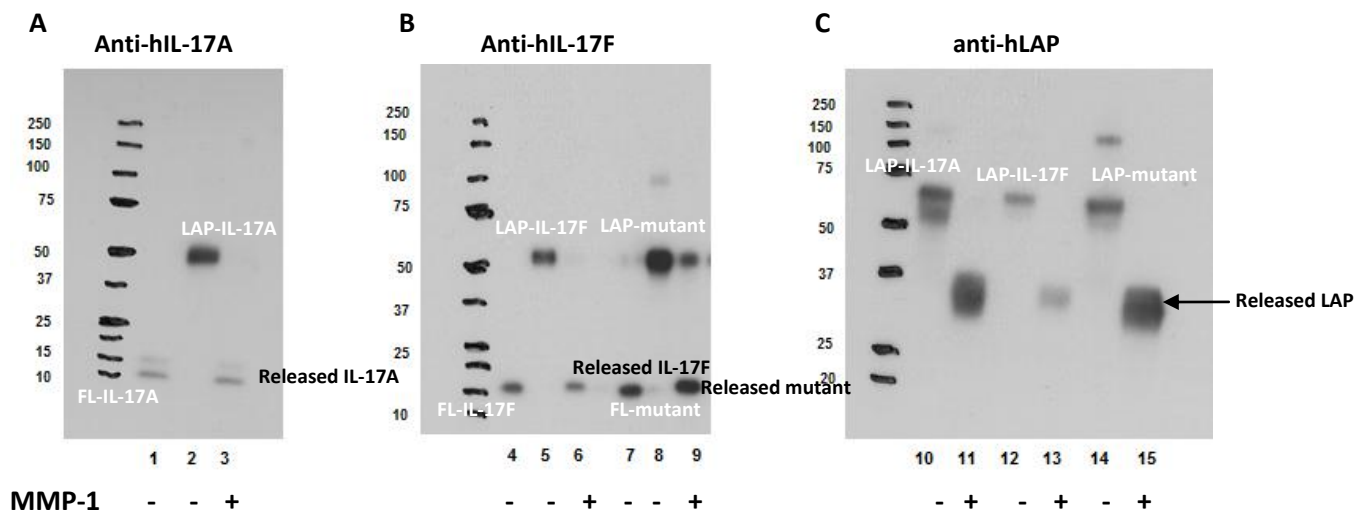 A
Anti-hIL-17A
250
150
100
75
50
37
25
15
10
LAP-IL-17A
FL-IL-17A
Released IL-17A
1 2 3
B
Anti-hIL-17F
250
150
100
75
50
37
25
15
10
LAP-IL-17F
LAP-mutant
Released IL-17F
Released mutant
FL-IL-17F
FL-mutant
4 5 6 7 8 9
C
anti-hLAP
250
150
100
75
50
37
25
20
LAP-IL-17A
LAP-IL-17F
LAP-mutant
Released LAP
10 11 12 13 14 15
MMP-1 - - + - - + - - + - + - + - +